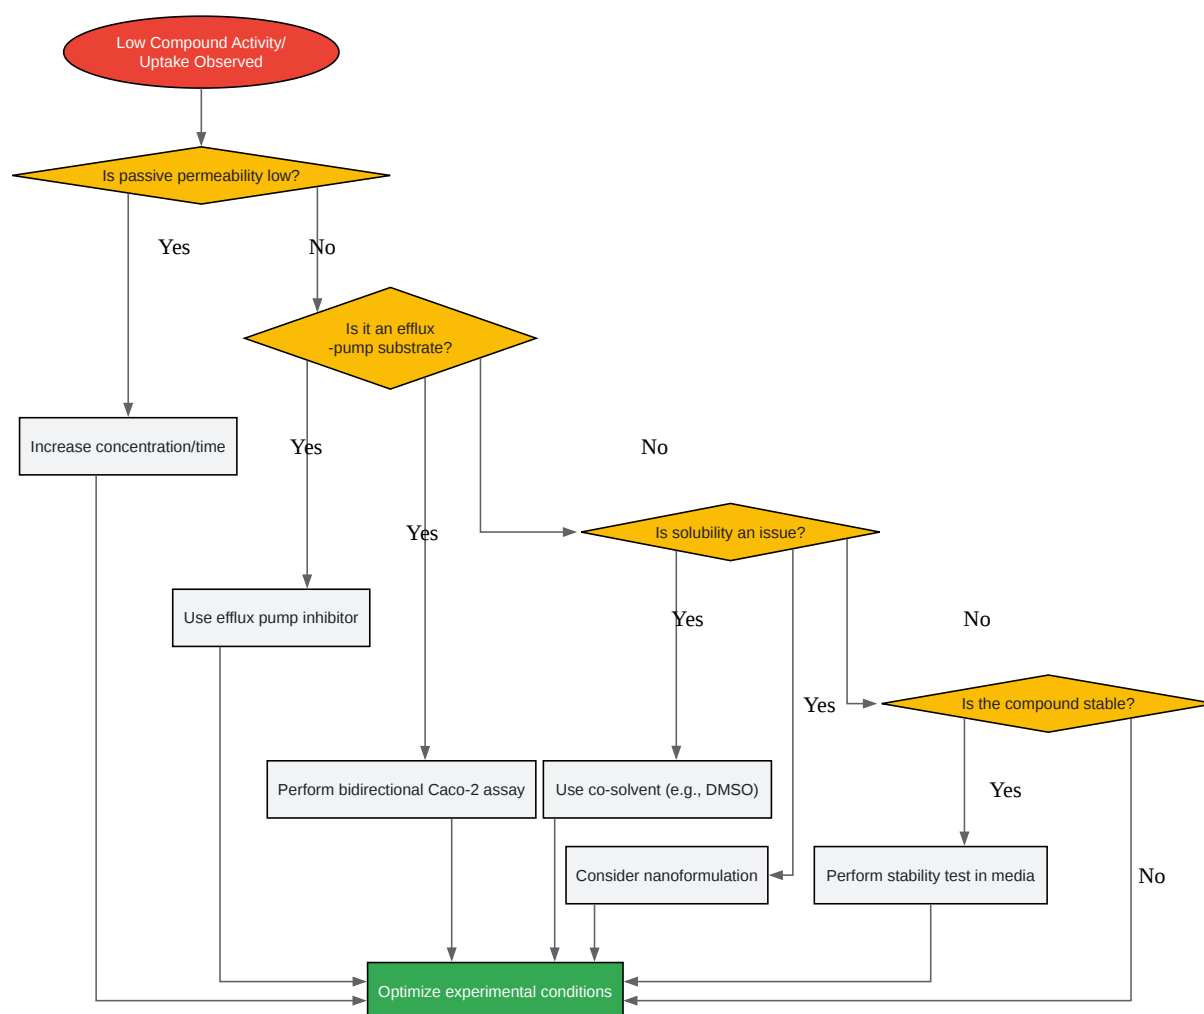 Low Compound Activity/
Uptake Observed
Is passive permeability low?
Yes
No
Is it an efflux
-pump substrate?
Increase concentration/time
Yes
No
Yes
Is solubility an issue?
Use efflux pump inhibitor
Yes
No
Yes
Is the compound stable?
Perform bidirectional Caco-2 assay
Use co-solvent (e.g., DMSO)
Yes
Consider nanoformulation
Perform stability test in media
No
Optimize experimental conditions